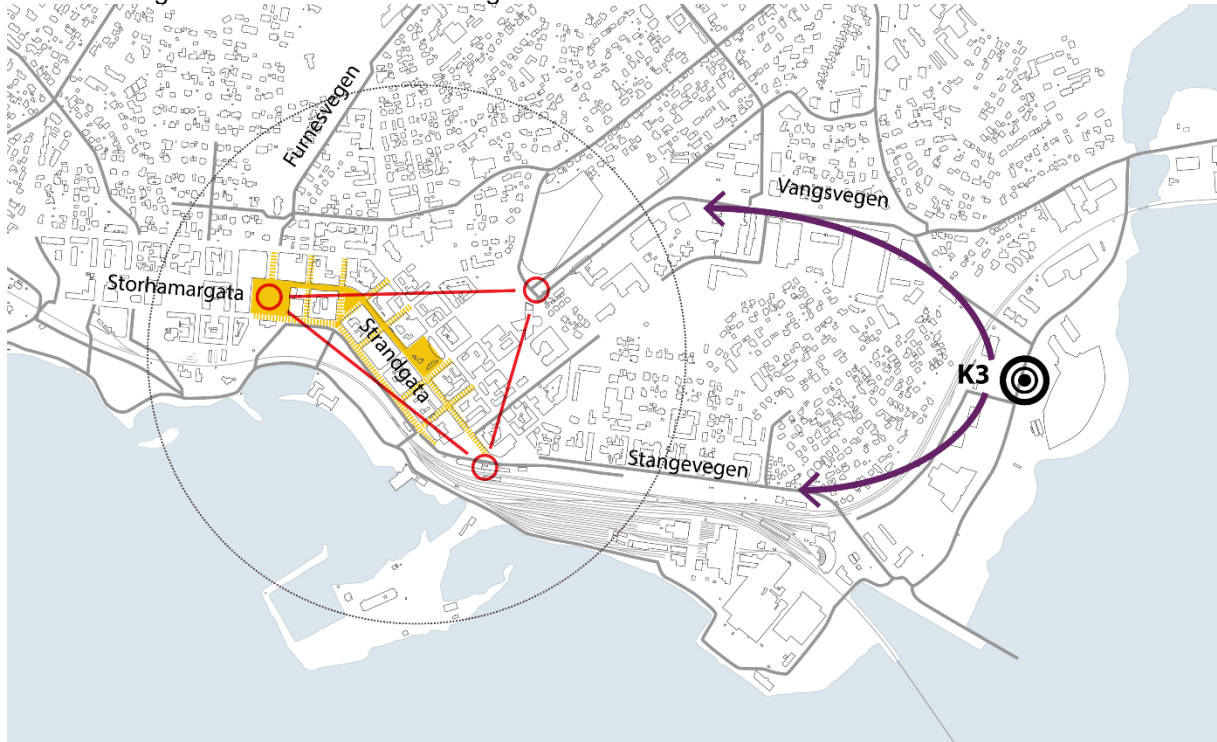 Furnesvegen
Vangsvegen
Storhamargata
Strandgata
K3
Stangevegen